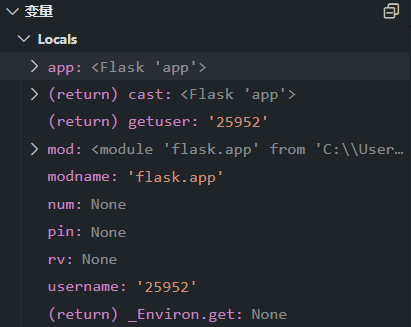 变量
Locals
app: <Flask 'app'>
(return) cast: <Flask 'app'>
(return) getuser: '25952'
mod: <module 'flask.app' from 'C:\\User…
modname: 'flask.app'
num: None
pin: None
rv: None
username: '25952'
(return) _Environ.get: None